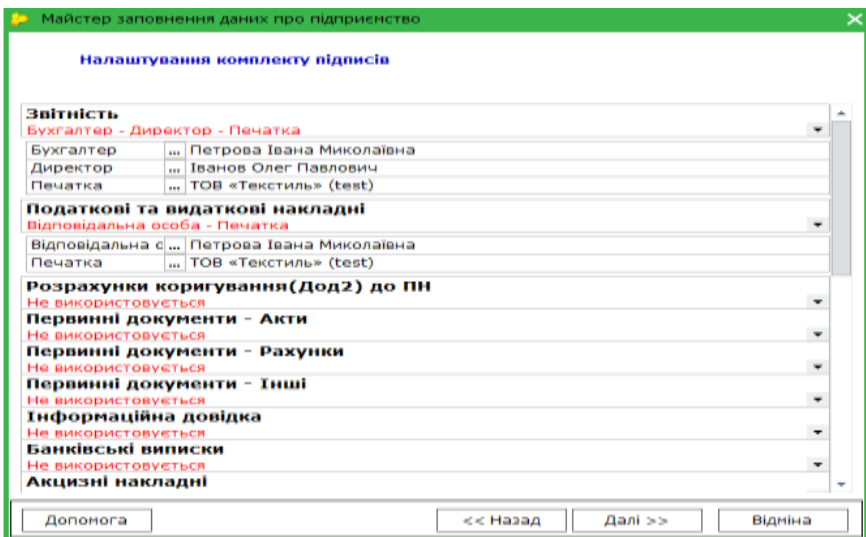 Майстер заповнення даних про підприємство
Налаштування комплекту підписів
Звітність
Бухгалтер - Директор - Печатка
Бухгалтер ... Петрова Івана Миколаївна
Директор ... Іванов Олег Павлович
Печатка ... ТОВ «Текстиль» (test)
Податкові та видаткові накладні
Відповідальна особа - Печатка
Відповідальна с ... Петрова Івана Миколаївна
Печатка ... ТОВ «Текстиль» (test)
Розрахунки коригування(Дод2) до ПН
Не використовується
Первинні документи - Акти
Не використовується
Первинні документи - Рахунки
Не використовується
Первинні документи - Інші
Не використовується
Інформаційна довідка
Не використовується
Банківські виписки
Не використовується
Акцизні накладні
Допомога << Назад Далі >> Відміна